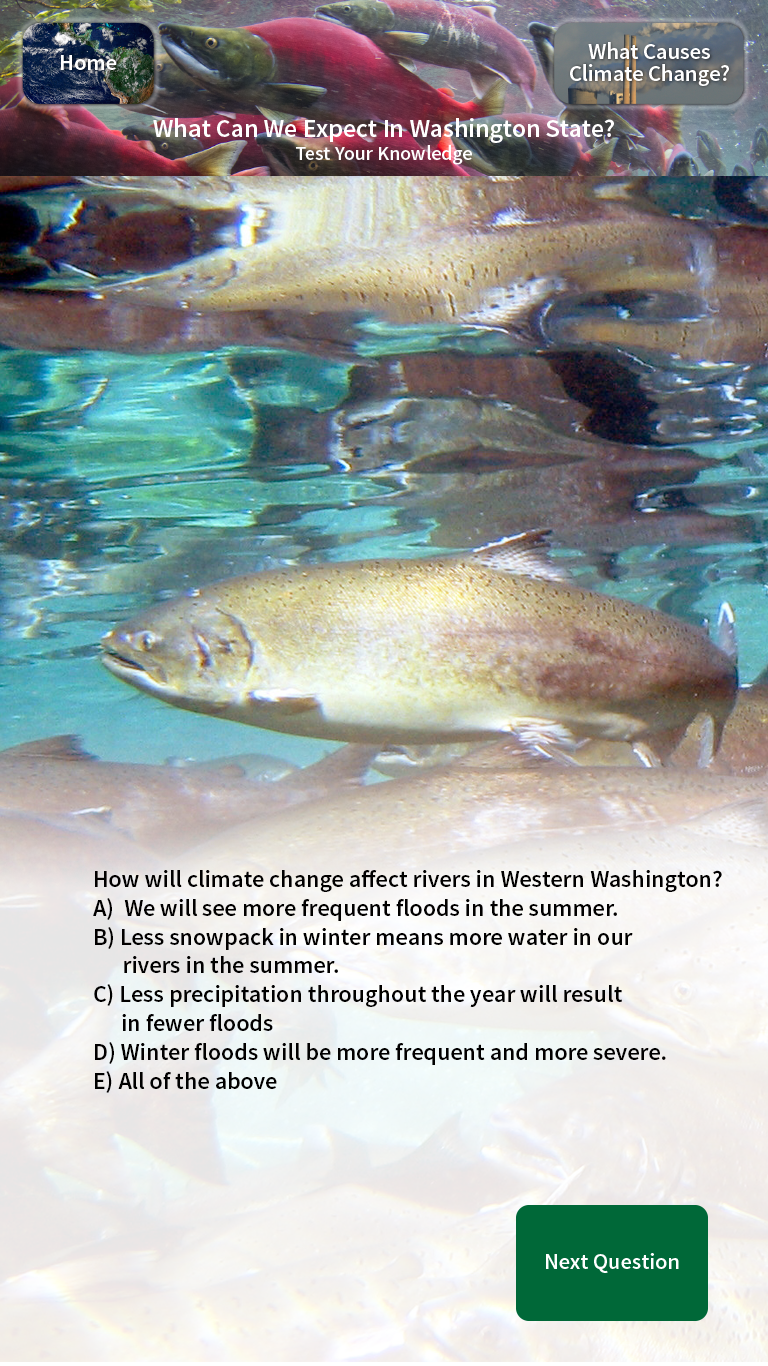 Home
What Causes
Climate Change?
What Can We Expect In Washington State?
Test Your Knowledge
How will climate change affect rivers in Western Washington?
A)  We will see more frequent floods in the summer.
B) Less snowpack in winter means more water in our
rivers in the summer.
C) Less precipitation throughout the year will result
in fewer floods
D) Winter floods will be more frequent and more severe.
E) All of the above
Next Question